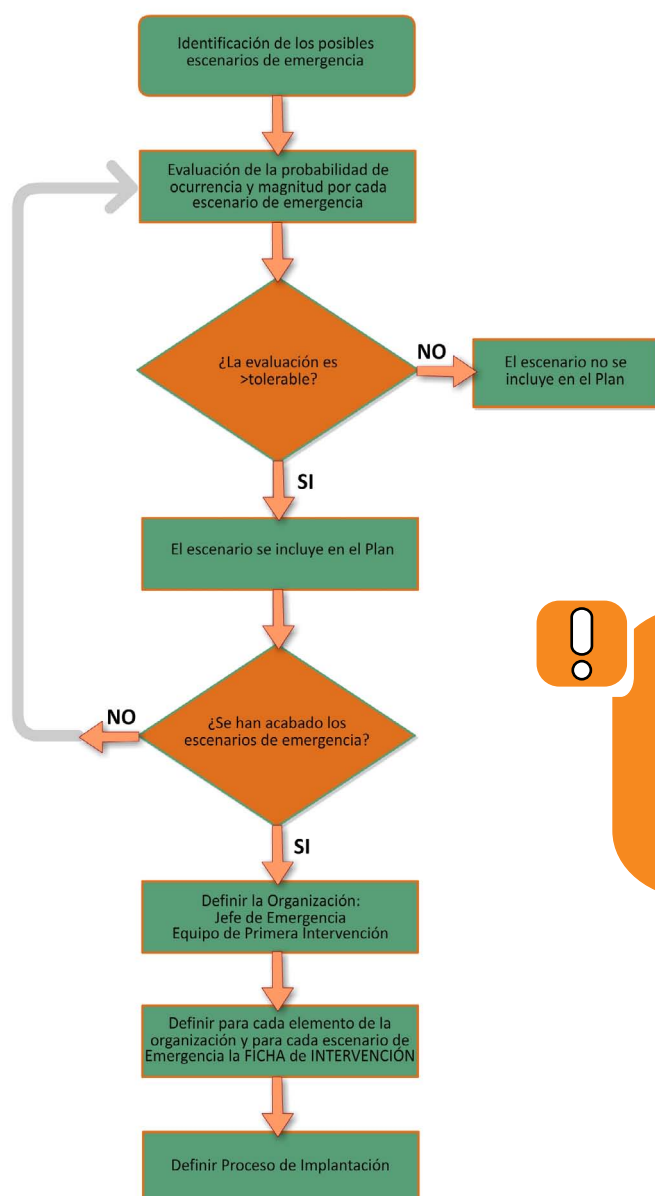 Identificación de los posibles
escenarios de emergencia
Evaluación de la probabilidad de
ocurrencia y magnitud por cada
escenario de emergencia
¿La evaluación es
>tolerable?
NO
El escenario no se
incluye en el Plan
SI
El escenario se incluye en el Plan
¿Se han acabado los
escenarios de emergencia?
NO
SI
Definir la Organización:
Jefe de Emergencia
Equipo de Primera Intervención
Definir para cada elemento de la
organización y para cada escenario de
Emergencia la FICHA de INTERVENCIÓN
Definir Proceso de Implantación